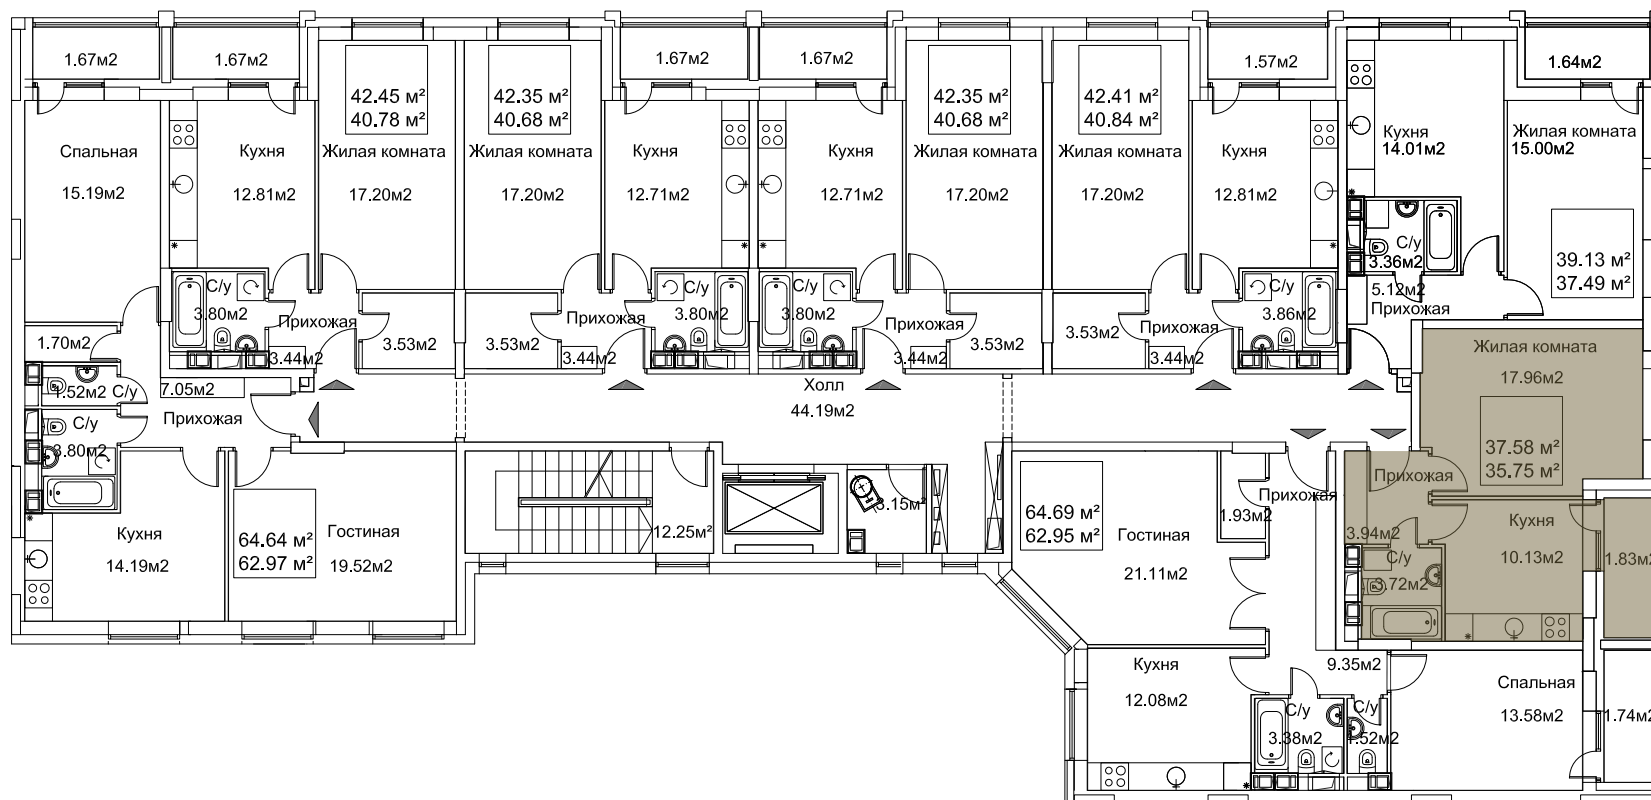 1.67м2
1.67м2
42.45 м²
40.78 м²
42.35 м²
40.68 м²
1.67м2
1.67м2
42.35 м²
40.68 м²
42.41 м²
40.84 м²
1.57м2
1.64м2
Спальная
15.19м2
Кухня
12.81м2
Жилая комната
17.20м2
Жилая комната
17.20м2
Кухня
12.71м2
Кухня
12.71м2
Жилая комната
17.20м2
Жилая комната
17.20м2
Кухня
12.81м2
Кухня
14.01м2
Жилая комната
15.00м2
39.13 м²
37.49 м²
С/у
3.36м2
5.12м2
Прихожая
1.70м2
С/у
3.80м2
Прихожая
3.44м2
3.53м2
3.53м2
Прихожая
3.44м2
С/у
3.80м2
С/у
3.80м2
Прихожая
3.44м2
3.53м2
3.53м2
Прихожая
3.44м2
С/у
3.86м2
1.52м2
С/у
7.05м2
Прихожая
С/у
3.80м2
Холл
44.19м2
Жилая комната
17.96м2
37.58 м²
35.75 м²
Прихожая
3.94м2
С/у
3.72м2
Кухня
10.13м2
1.83м2
Кухня
14.19м2
64.64 м²
62.97 м²
Гостиная
19.52м2
12.25м²
3.15м²
64.69 м²
62.95 м²
Гостиная
21.11м2
1.93м2
Прихожая
9.35м2
Кухня
12.08м2
С/у
3.38м2
С/у
1.52м2
Спальная
13.58м2
1.74м2